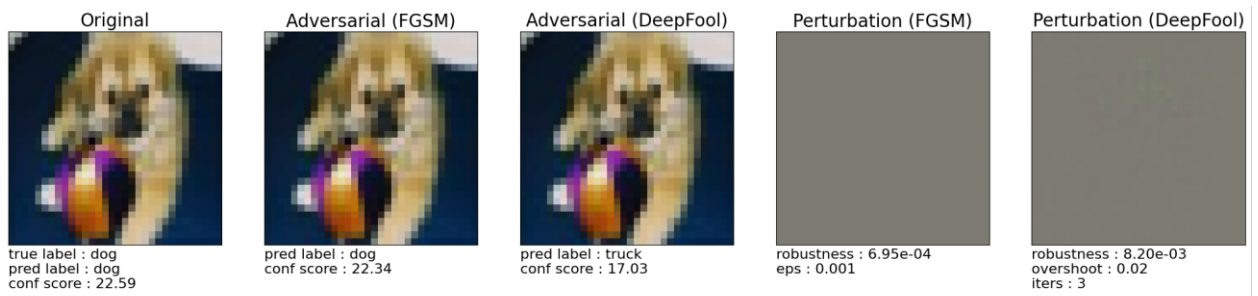 Original
true label : dog
pred label : dog
conf score : 22.59
Adversarial (FGSM)
pred label : dog
conf score : 22.34
Adversarial (DeepFool)
pred label : truck
conf score : 17.03
Perturbation (FGSM)
robustness : 6.95e-04
eps : 0.001
Perturbation (DeepFool)
robustness : 8.20e-03
overshoot : 0.02
iters : 3